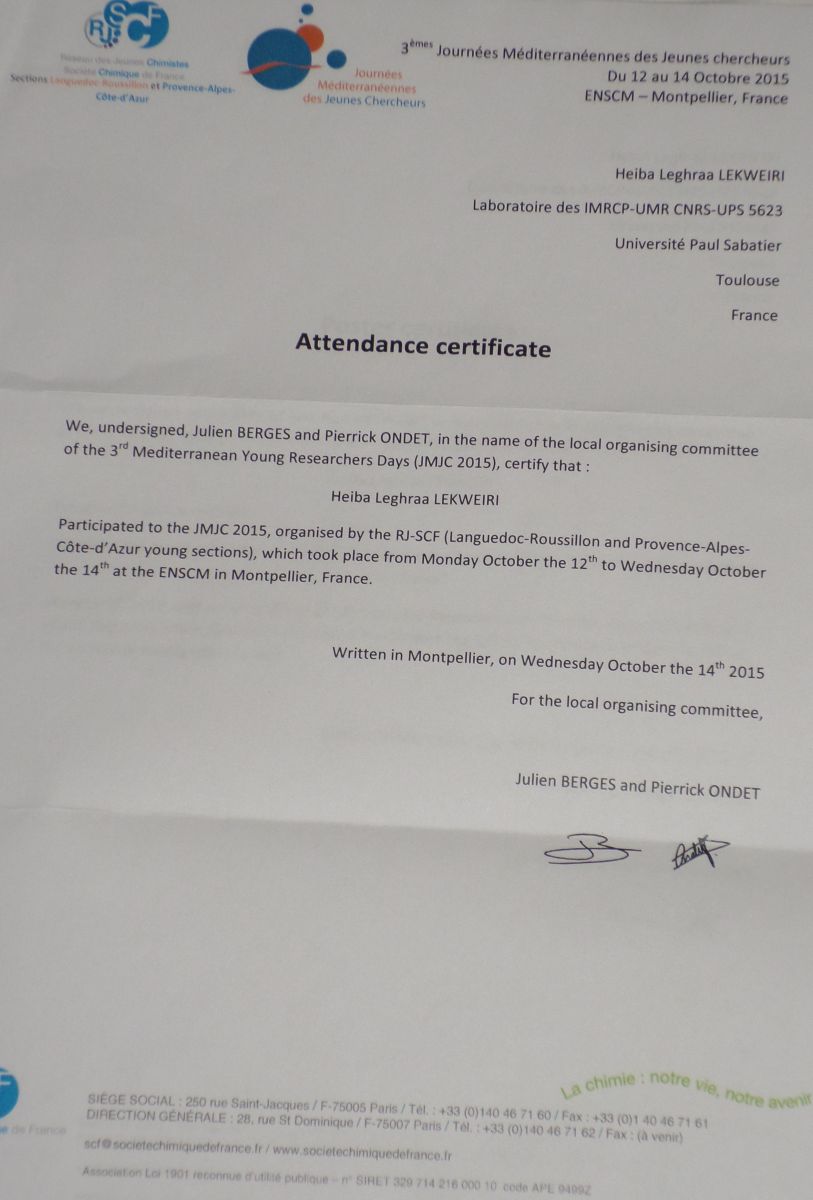 RJ-SCF
Réseau des Jeunes Chimistes
Société Chimique de France
Sections Languedoc-Roussillon et Provence-Alpes-
Côte-d'Azur
Journées
Méditerranéennes
des Jeunes Chercheurs
3èmes Journées Méditerranéennes des Jeunes chercheurs
Du 12 au 14 Octobre 2015
ENSCM – Montpellier, France
Heiba Leghraa LEKWEIRI
Laboratoire des IMRCP-UMR CNRS-UPS 5623
Université Paul Sabatier
Toulouse
France
Attendance certificate
We, undersigned, Julien BERGES and Pierrick ONDET, in the name of the local organising committee
of the 3rd Mediterranean Young Researchers Days (JMJC 2015), certify that :
Heiba Leghraa LEKWEIRI
Participated to the JMJC 2015, organised by the RJ-SCF (Languedoc-Roussillon and Provence-Alpes-
Côte-d'Azur young sections), which took place from Monday October the 12th to Wednesday October
the 14th at the ENSCM in Montpellier, France.
Written in Montpellier, on Wednesday October the 14th 2015
For the local organising committee,
Julien BERGES and Pierrick ONDET
La chimie : notre vie, notre avenir
de France
SIÈGE SOCIAL : 250 rue Saint-Jacques / F-75005 Paris / Tél. : +33 (0)140 46 71 60 / Fax : +33 (0)1 40 46 71 61
DIRECTION GÉNÉRALE : 28, rue St Dominique / F-75007 Paris / Tél. : +33 (0)140 46 71 62 / Fax : (à venir)
scf@societechimiquedefrance.fr / www.societechimiquedefrance.fr
Association Loi 1901 reconnue d'utilité publique – n° SIRET 329 714 216 000 10 code APE 9499Z